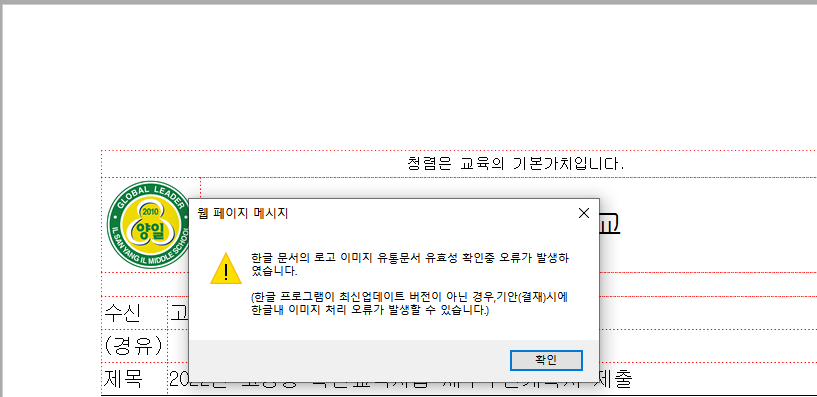 청렴은 교육의 기본가치입니다.
GLOBAL LEADER
2010
양일
IL SAN YANG IL MIDDLE SCHOOL
교
웹 페이지 메시지
한글 문서의 로고 이미지 유통문서 유효성 확인중 오류가 발생하
였습니다.
(한글 프로그램이 최신업데이트 버전이 아닌 경우,기안(결재)시에
한글내 이미지 처리 오류가 발생할 수 있습니다.)
확인
수신
(경유)
제목 제출